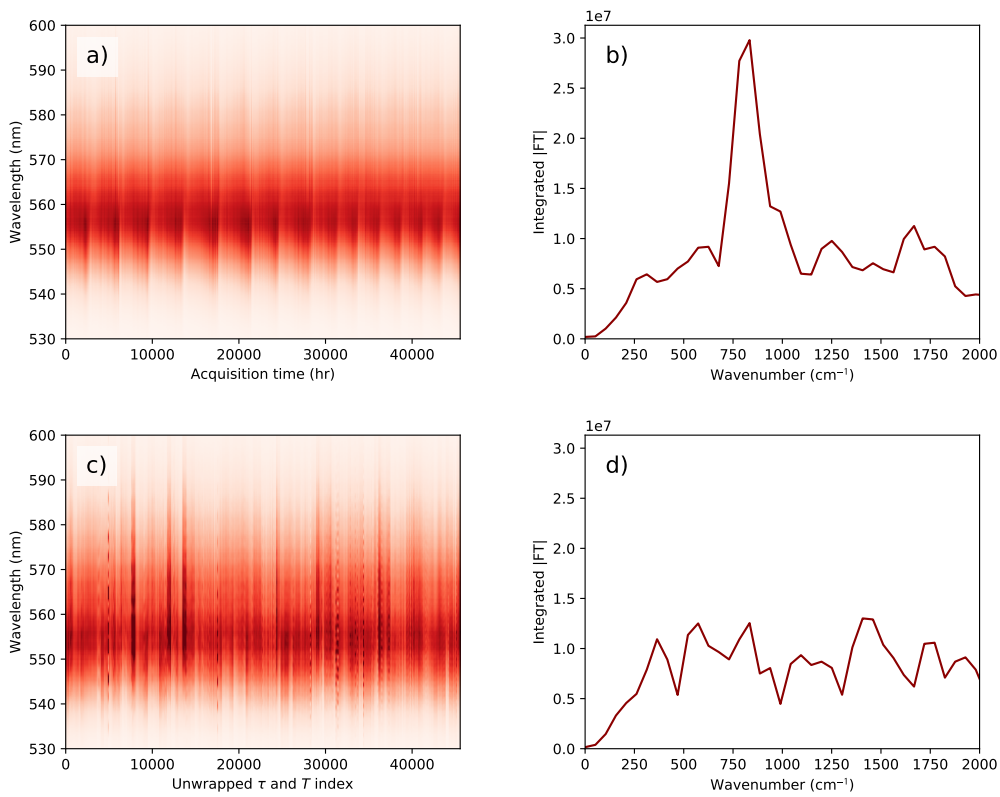 a)
600
590
580
570
560
550
540
530
Wavelength (nm)
0 10000 20000 30000 40000
Acquisition time (hr)
1e7
b)
3.0
2.5
2.0
1.5
1.0
0.5
0.0
Integrated |FT|
0 250 500 750 1000 1250 1500 1750 2000
Wavenumber (cm⁻¹)
c)
600
590
580
570
560
550
540
530
Wavelength (nm)
0 10000 20000 30000 40000
Unwrapped τ and T index
1e7
d)
3.0
2.5
2.0
1.5
1.0
0.5
0.0
Integrated |FT|
0 250 500 750 1000 1250 1500 1750 2000
Wavenumber (cm⁻¹)